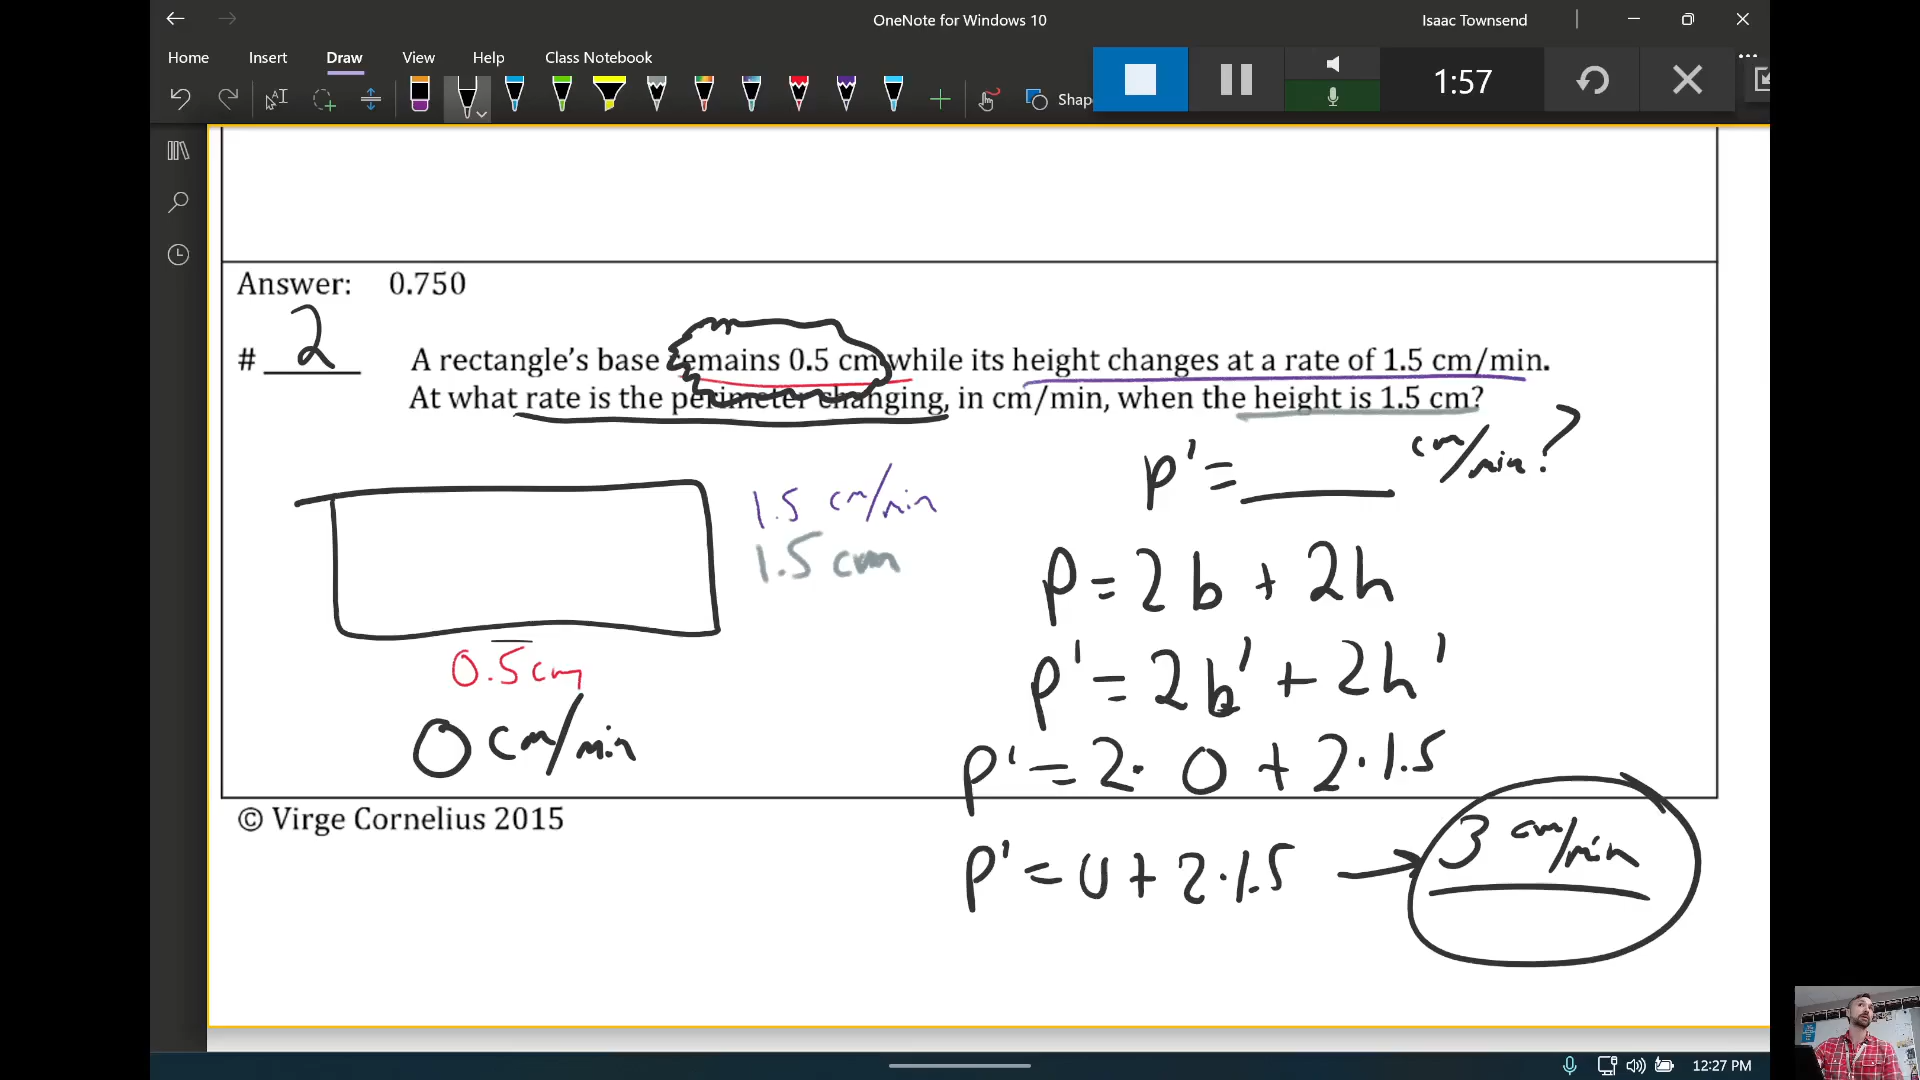 OneNote for Windows 10
Isaac Townsend
Home Insert Draw View Help Class Notebook
Shap
1:57
Answer: 0.750
# 2 A rectangle's base remains 0.5 cm while its height changes at a rate of 1.5 cm/min.
At what rate is the perimeter changing, in cm/min, when the height is 1.5 cm?
p' = ____ cm/min?
1.5 cm/min
1.5 cm
0.5 cm
0 cm/min
p = 2b + 2h
p' = 2b' + 2h'
p' = 2· 0 + 2·1.5
p' = 0 + 2·1.5 → 3 cm/min
© Virge Cornelius 2015
12:27 PM